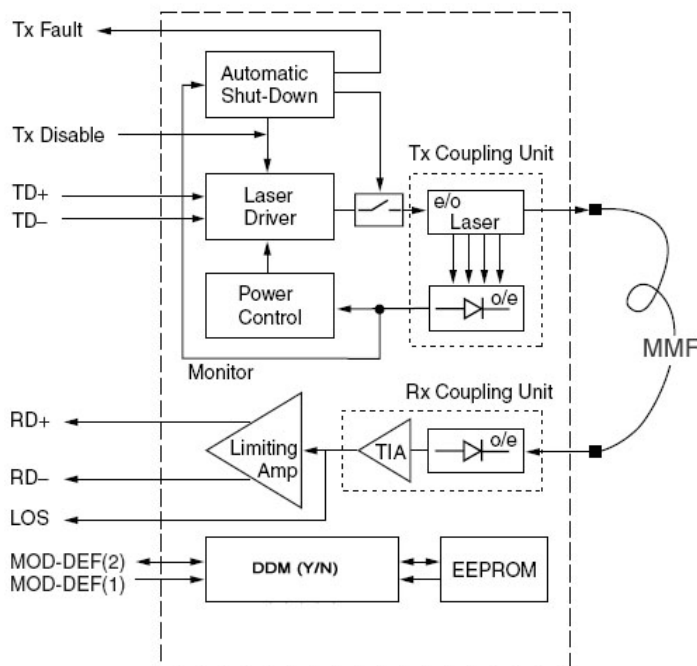 Tx Fault
Automatic
Shut-Down
Tx Disable
Tx Coupling Unit
TD+
TD–
Laser
Driver
e/o
Laser
Power
Control
o/e
Monitor
MMF
Rx Coupling Unit
RD+
RD–
LOS
Limiting
Amp
TIA
o/e
MOD-DEF(2)
MOD-DEF(1)
DDM (Y/N)
EEPROM